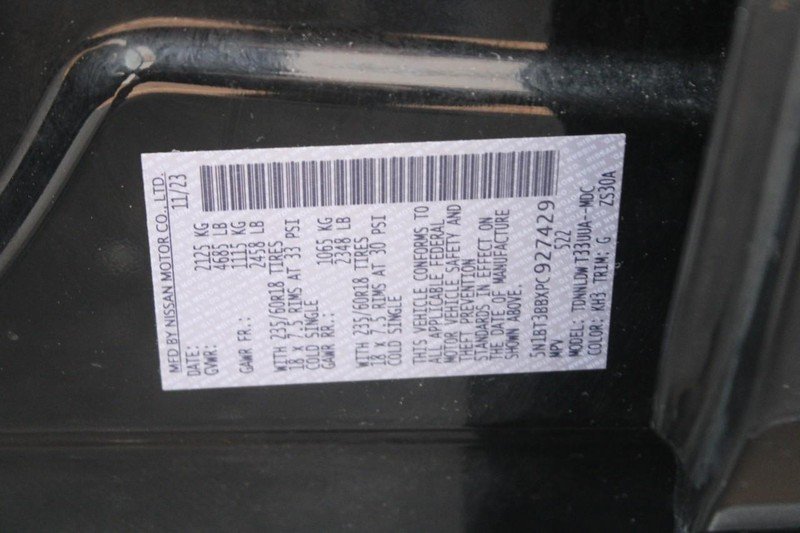 MFD BY NISSAN MOTOR CO., LTD.
DATE: 11/23
GVWR: 2125 KG
4685 LB
GAWR FR.: 1115 KG
2458 LB
WITH 235/60R18 TIRES
18 X 7.5 RIMS AT 33 PSI
COLD SINGLE
GAWR RR.: 1065 KG
2348 LB
WITH 235/60R18 TIRES
18 X 7.5 RIMS AT 30 PSI
COLD SINGLE
THIS VEHICLE CONFORMS TO
ALL APPLICABLE FEDERAL
MOTOR VEHICLE SAFETY AND
THEFT PREVENTION
STANDARDS IN EFFECT ON
THE DATE OF MANUFACTURE
SHOWN ABOVE.
5N1BT3BBXPC927429
MPV 522
MODEL: TDNNLDWT33UUA--MDC
COLOR: KH3 TRIM: G ZS30A